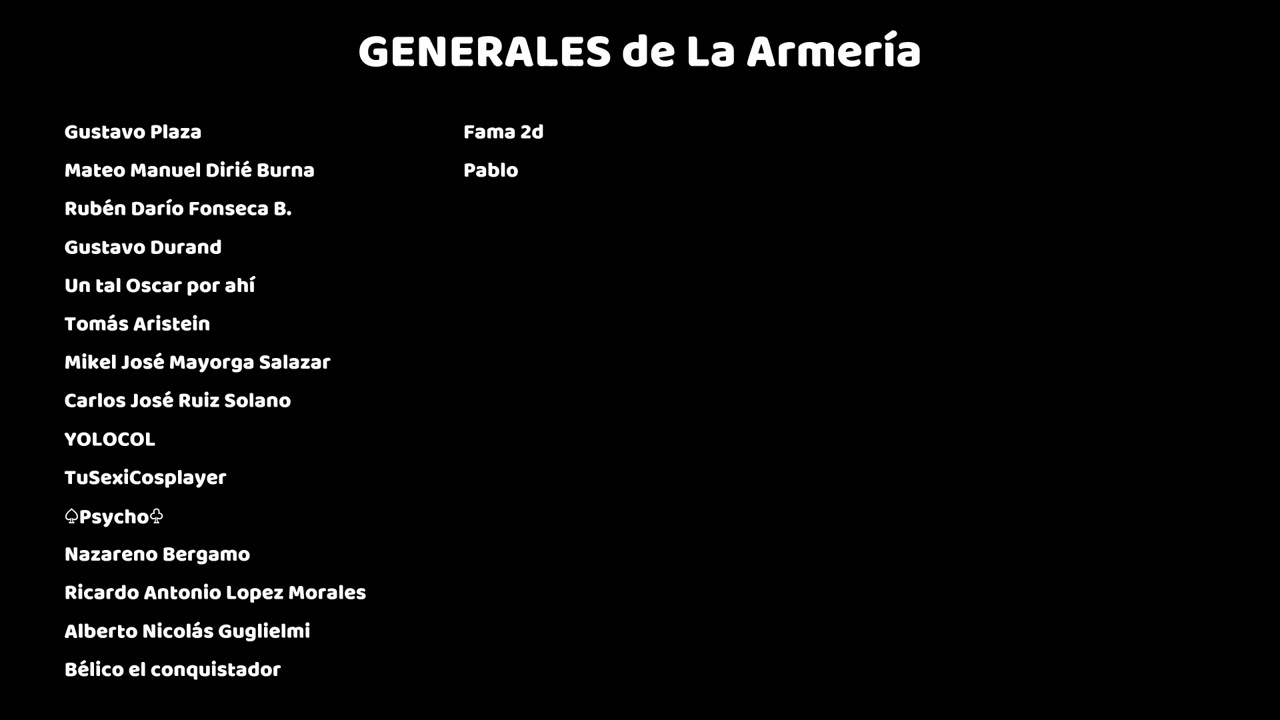 GENERALES de La Armería
Gustavo Plaza
Mateo Manuel Dirié Burna
Rubén Darío Fonseca B.
Gustavo Durand
Un tal Oscar por ahí
Tomás Aristein
Mikel José Mayorga Salazar
Carlos José Ruiz Solano
YOLOCOL
TuSexiCosplayer
♤Psycho♧
Nazareno Bergamo
Ricardo Antonio Lopez Morales
Alberto Nicolás Guglielmi
Bélico el conquistador
Fama 2d
Pablo